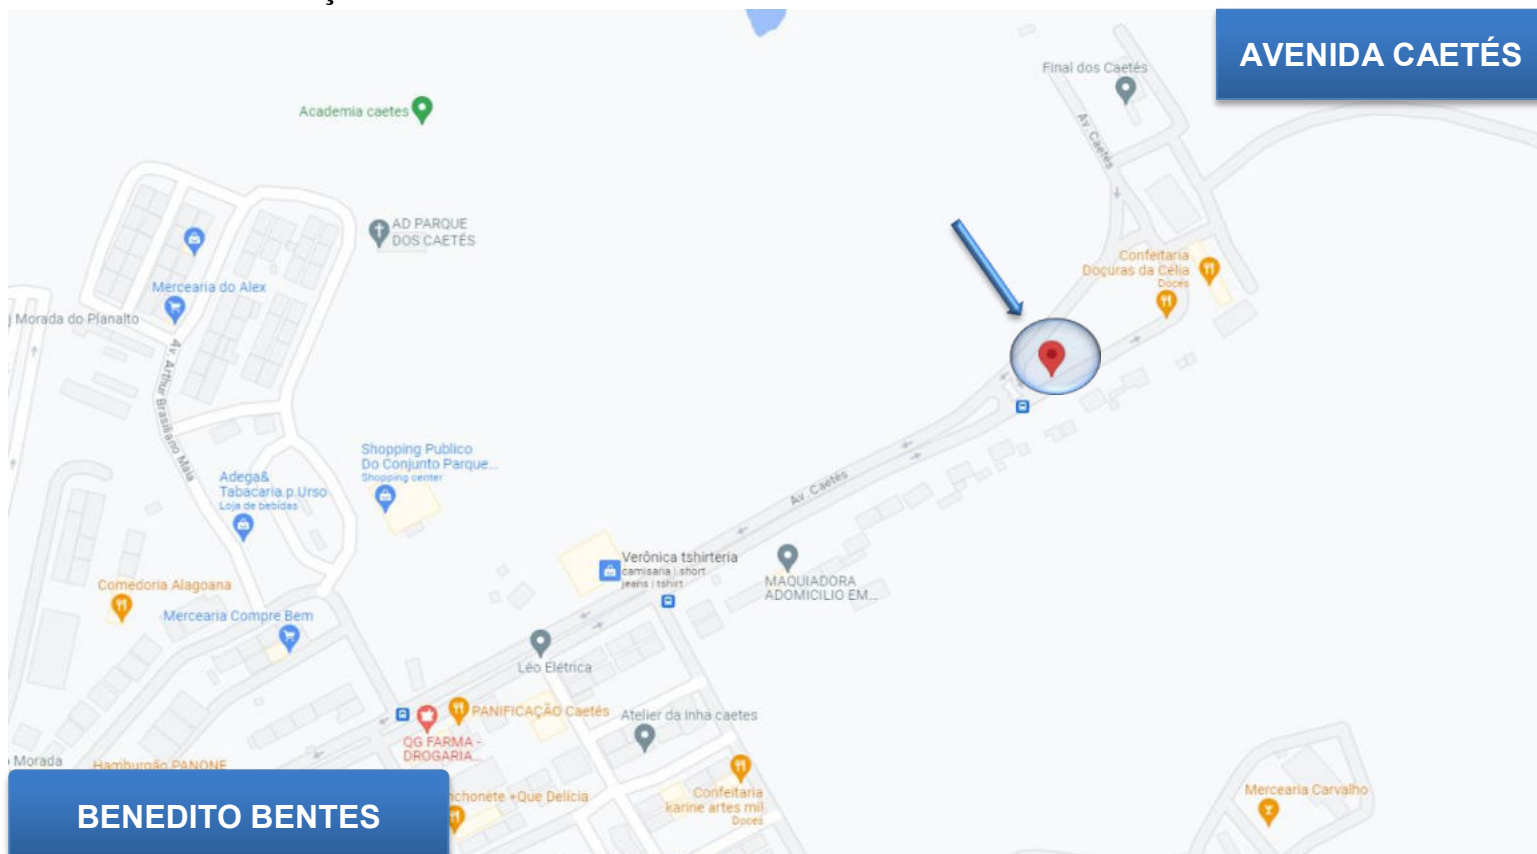 AVENIDA CAETÉS
Final dos Caetés
Academia caetes
Av. Caetés
AD PARQUE
DOS CAETÉS
Confeitaria
Doçuras da Célia
Doces
Mercearia do Alex
j Morada do Planalto
Av. Arthur Brasiliano Maia
Shopping Publico
Do Conjunto Parque...
Shopping center
Adega&
Tabacaria p.Urso
Loja de bebidas
Av. Caetés
Verônica tshirteria
camisaria | short
jeans | tshirt
MAQUIADORA
ADOMICILIO EM...
Comedoria Alagoana
Mercearia Compre Bem
Léo Elétrica
PANIFICAÇÃO Caetés
Atelier da inha caetes
QG FARMA -
DROGARIA...
Morada
Hamburgão PANONE
Confeitaria
karine artes mil
Doces
nchonete +Que Delícia
Mercearia Carvalho
BENEDITO BENTES